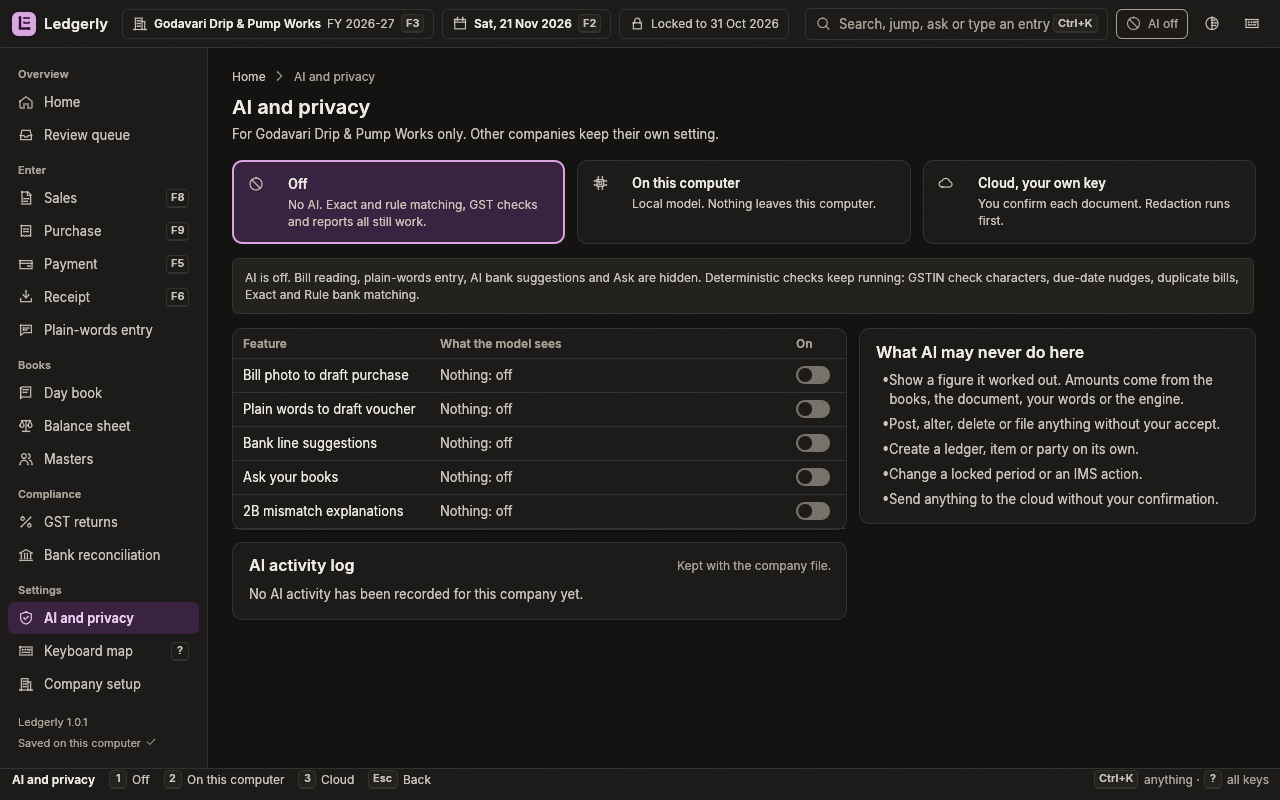 Ledgerly
Godavari Drip & Pump Works FY 2026-27 F3
Sat, 21 Nov 2026 F2
Locked to 31 Oct 2026
Search, jump, ask or type an entry Ctrl+K
AI off
Overview
Home
Review queue
Enter
Sales F8
Purchase F9
Payment F5
Receipt F6
Plain-words entry
Books
Day book
Balance sheet
Masters
Compliance
GST returns
Bank reconciliation
Settings
AI and privacy
Keyboard map ?
Company setup
Ledgerly 1.0.1
Saved on this computer
Home > AI and privacy
AI and privacy
For Godavari Drip & Pump Works only. Other companies keep their own setting.
Off
No AI. Exact and rule matching, GST checks
and reports all still work.
On this computer
Local model. Nothing leaves this computer.
Cloud, your own key
You confirm each document. Redaction runs
first.
AI is off. Bill reading, plain-words entry, AI bank suggestions and Ask are hidden. Deterministic checks keep running: GSTIN check characters, due-date nudges, duplicate bills,
Exact and Rule bank matching.
Feature What the model sees On
Bill photo to draft purchase Nothing: off
Plain words to draft voucher Nothing: off
Bank line suggestions Nothing: off
Ask your books Nothing: off
2B mismatch explanations Nothing: off
What AI may never do here
•Show a figure it worked out. Amounts come from the
books, the document, your words or the engine.
•Post, alter, delete or file anything without your accept.
•Create a ledger, item or party on its own.
•Change a locked period or an IMS action.
•Send anything to the cloud without your confirmation.
AI activity log Kept with the company file.
No AI activity has been recorded for this company yet.
AI and privacy 1 Off 2 On this computer 3 Cloud Esc Back
Ctrl+K anything · ? all keys